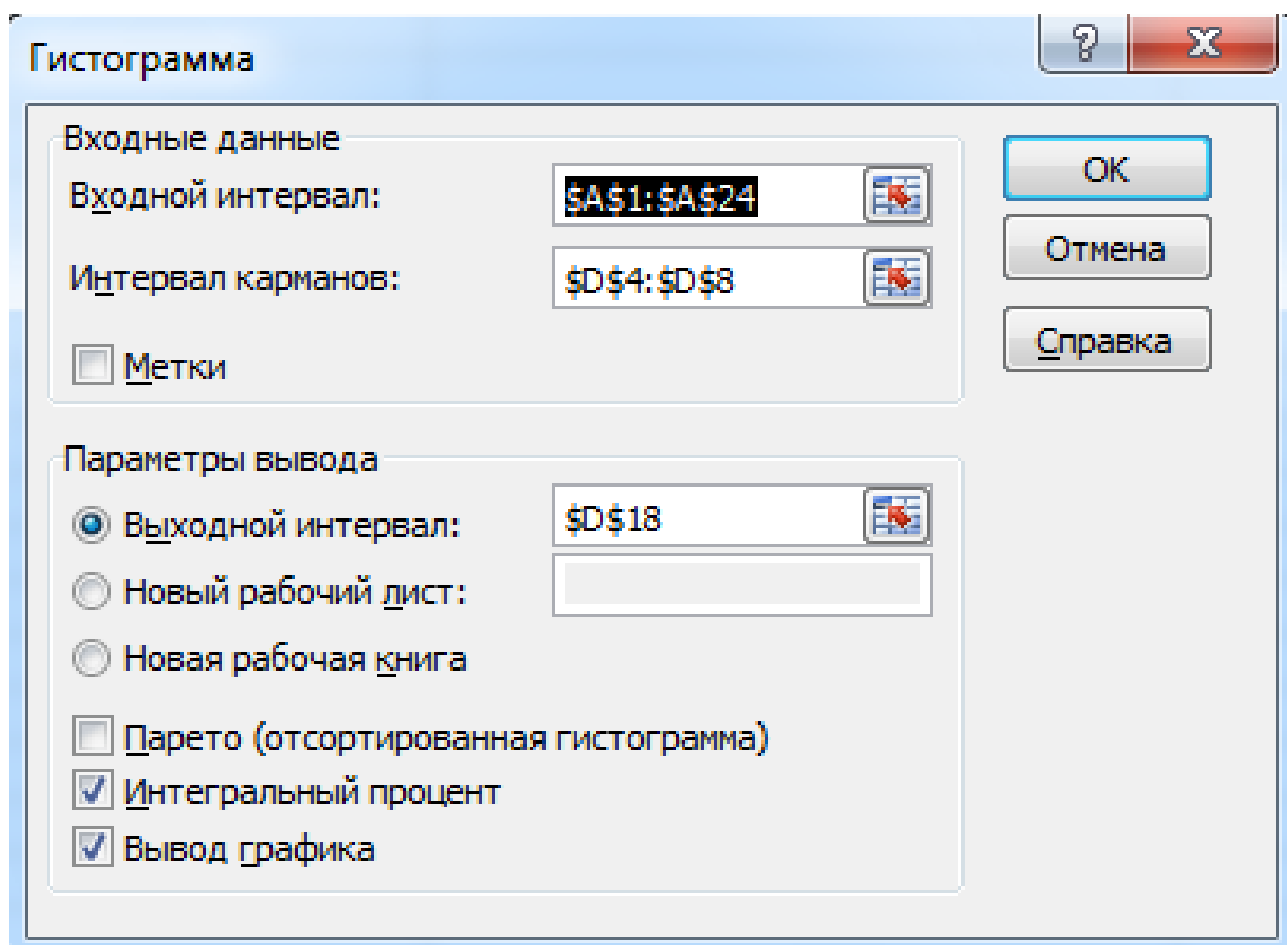 Гистограмма
Входные данные
Входной интервал: $A$1:$A$24
Интервал карманов: $D$4:$D$8
Метки
OK
Отмена
Справка
Параметры вывода
Выходной интервал: $D$18
Новый рабочий лист:
Новая рабочая книга
Парето (отсортированная гистограмма)
Интегральный процент
Вывод графика